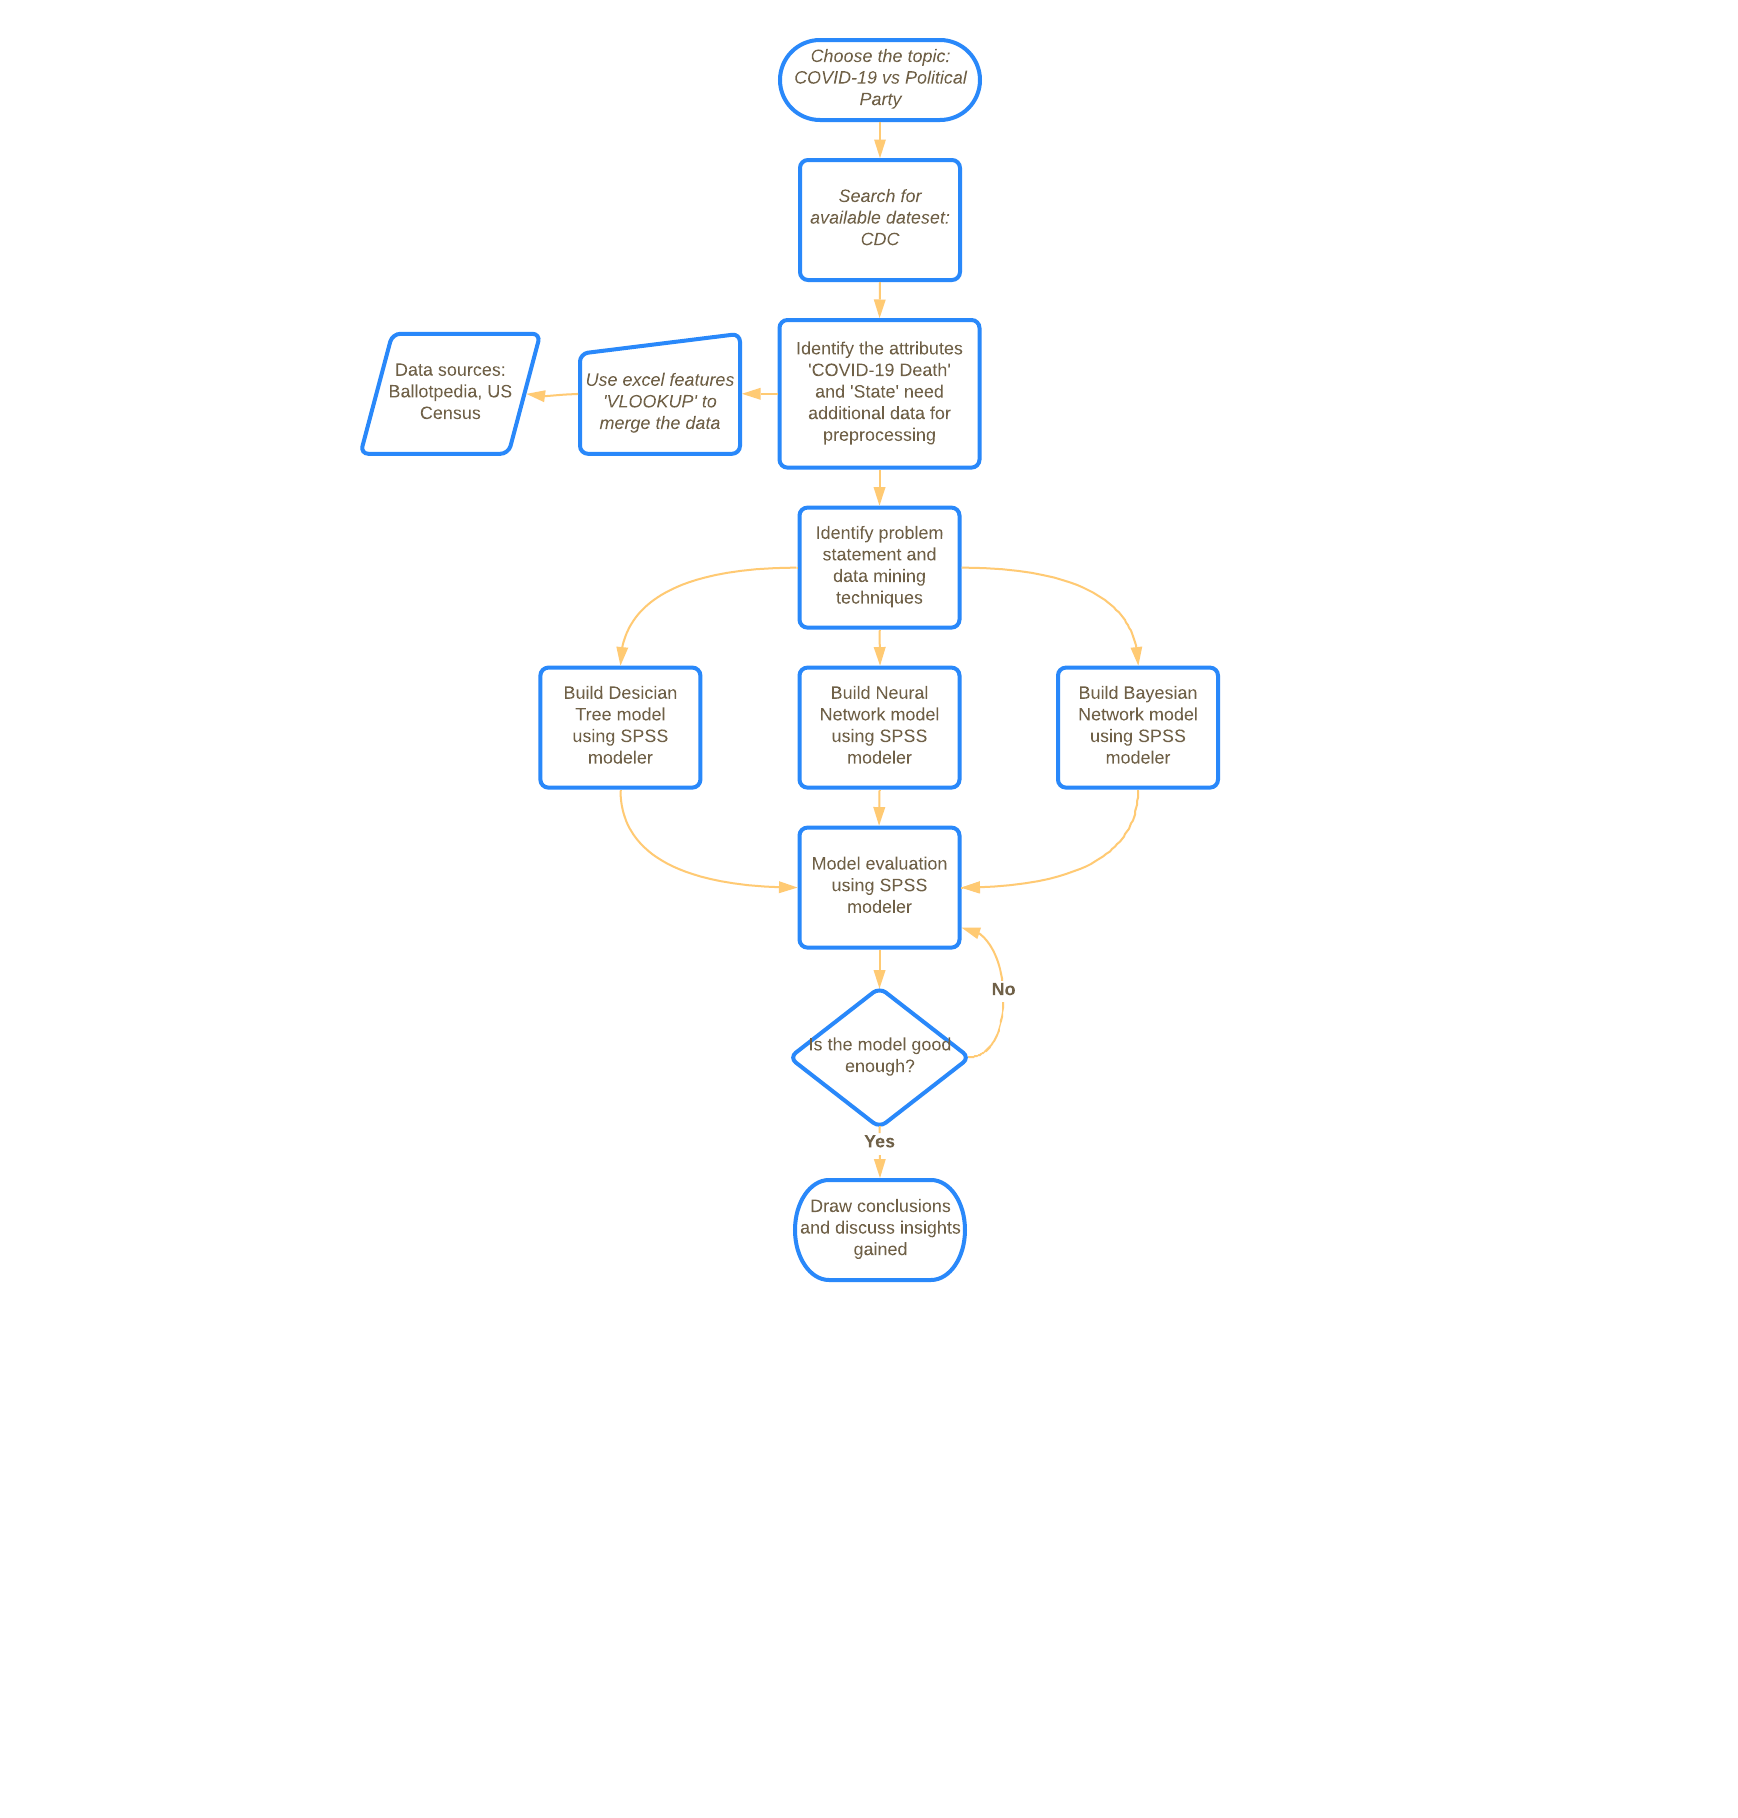 Choose the topic:
COVID-19 vs Political
Party
Search for
available dateset:
CDC
Data sources:
Ballotpedia, US
Census
Use excel features
'VLOOKUP' to
merge the data
Identify the attributes
'COVID-19 Death'
and 'State' need
additional data for
preprocessing
Identify problem
statement and
data mining
techniques
Build Desician
Tree model
using SPSS
modeler
Build Neural
Network model
using SPSS
modeler
Build Bayesian
Network model
using SPSS
modeler
Model evaluation
using SPSS
modeler
No
Is the model good
enough?
Yes
Draw conclusions
and discuss insights
gained